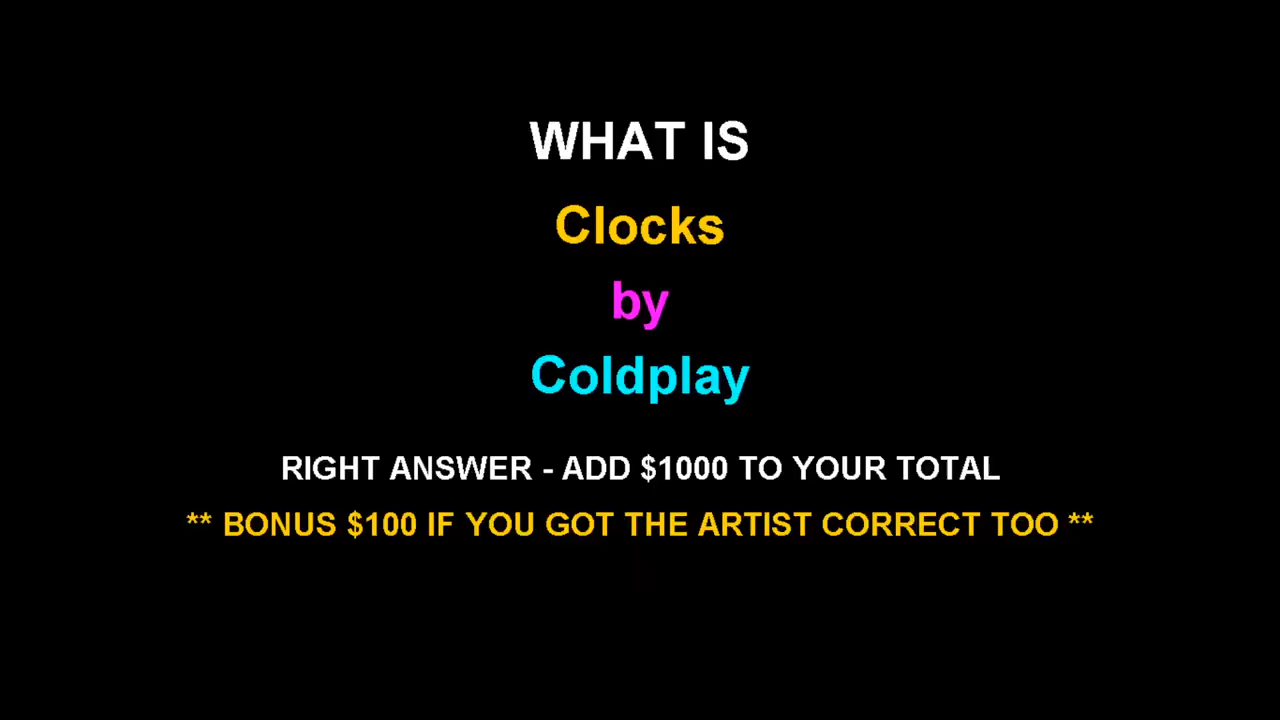 WHAT IS
Clocks
by
Coldplay
RIGHT ANSWER - ADD $1000 TO YOUR TOTAL
** BONUS $100 IF YOU GOT THE ARTIST CORRECT TOO **